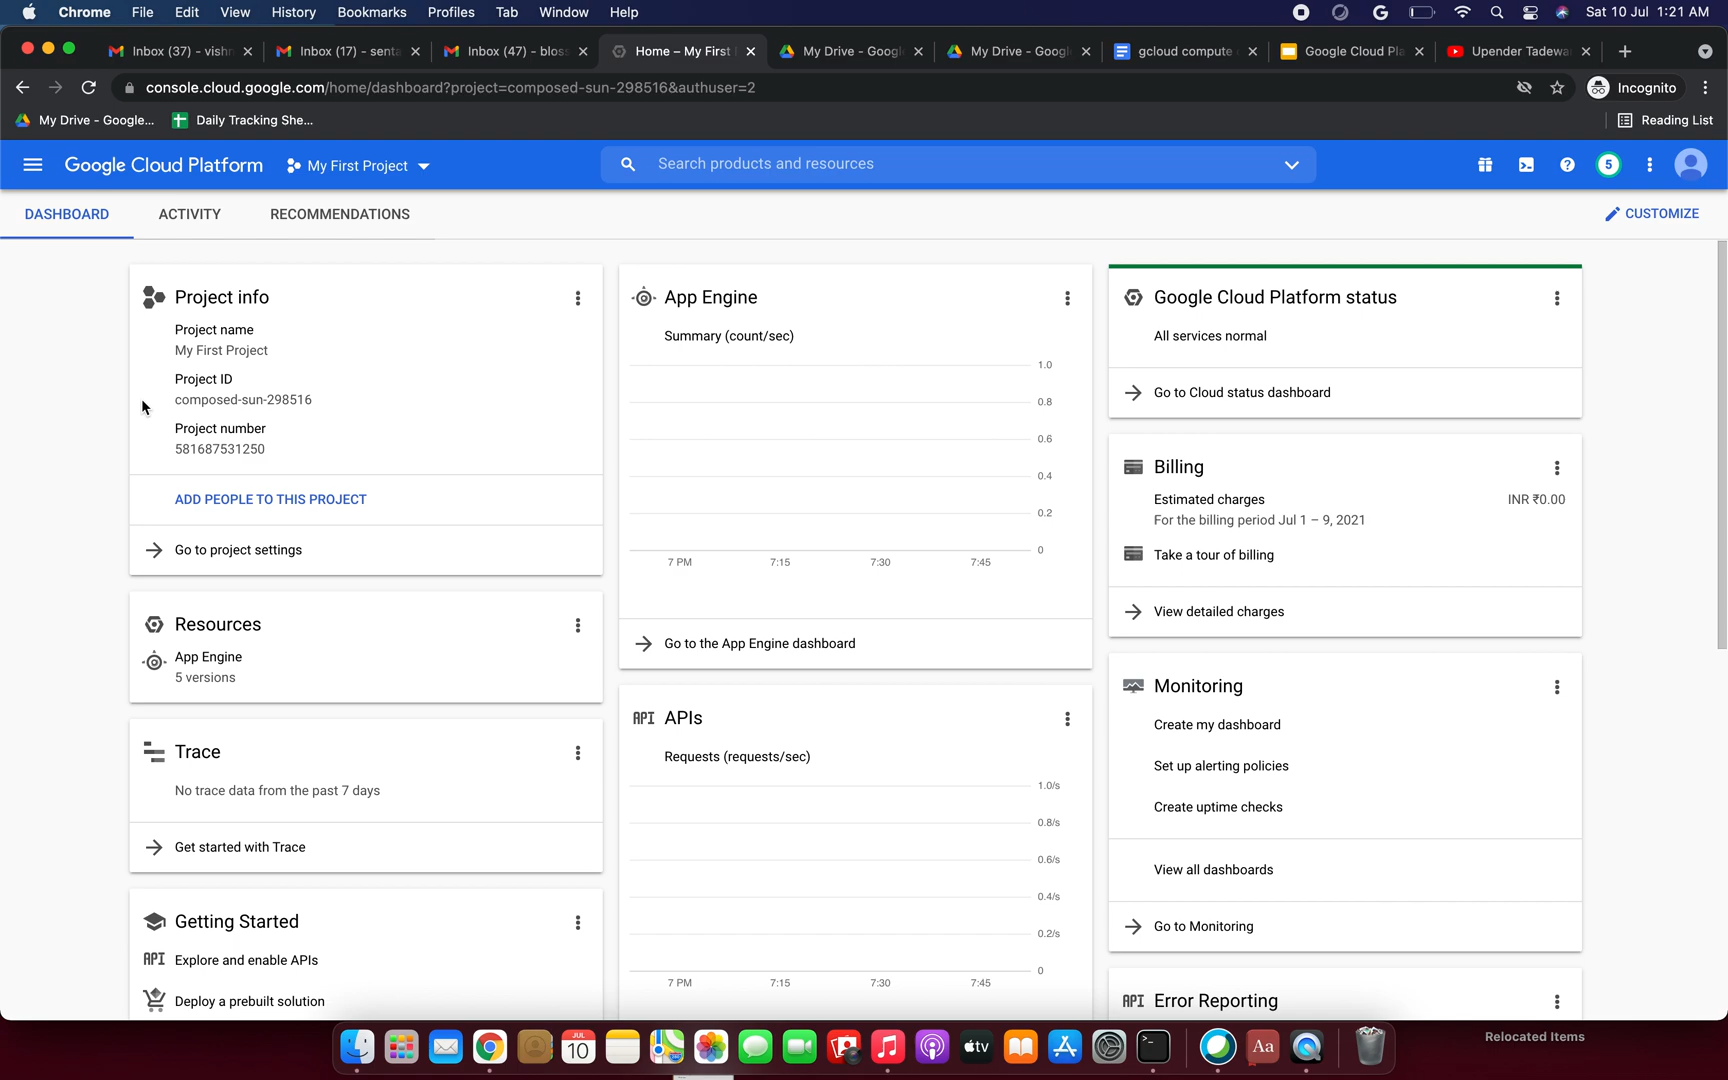 Chrome File Edit View History Bookmarks Profiles Tab Window Help Sat 10 Jul 1:21 AM
Inbox (37) - vishr Inbox (17) - senta Inbox (47) - blos Home – My First My Drive - Googl My Drive - Googl gcloud compute Google Cloud Pla Upender Tadewa
console.cloud.google.com/home/dashboard?project=composed-sun-298516&authuser=2 Incognito
My Drive - Google... Daily Tracking She... Reading List
Google Cloud Platform My First Project Search products and resources 5
DASHBOARD ACTIVITY RECOMMENDATIONS CUSTOMIZE
Project info
Project name
My First Project
Project ID
composed-sun-298516
Project number
581687531250
ADD PEOPLE TO THIS PROJECT
Go to project settings
Resources
App Engine
5 versions
Trace
No trace data from the past 7 days
Get started with Trace
Getting Started
API Explore and enable APIs
Deploy a prebuilt solution
App Engine
Summary (count/sec)
1.0
0.8
0.6
0.4
0.2
0
7 PM 7:15 7:30 7:45
Go to the App Engine dashboard
API APIs
Requests (requests/sec)
1.0/s
0.8/s
0.6/s
0.4/s
0.2/s
0
7 PM 7:15 7:30 7:45
Google Cloud Platform status
All services normal
Go to Cloud status dashboard
Billing
Estimated charges INR ₹0.00
For the billing period Jul 1 – 9, 2021
Take a tour of billing
View detailed charges
Monitoring
Create my dashboard
Set up alerting policies
Create uptime checks
View all dashboards
Go to Monitoring
API Error Reporting
JUL
10
tv
Aa
Relocated Items